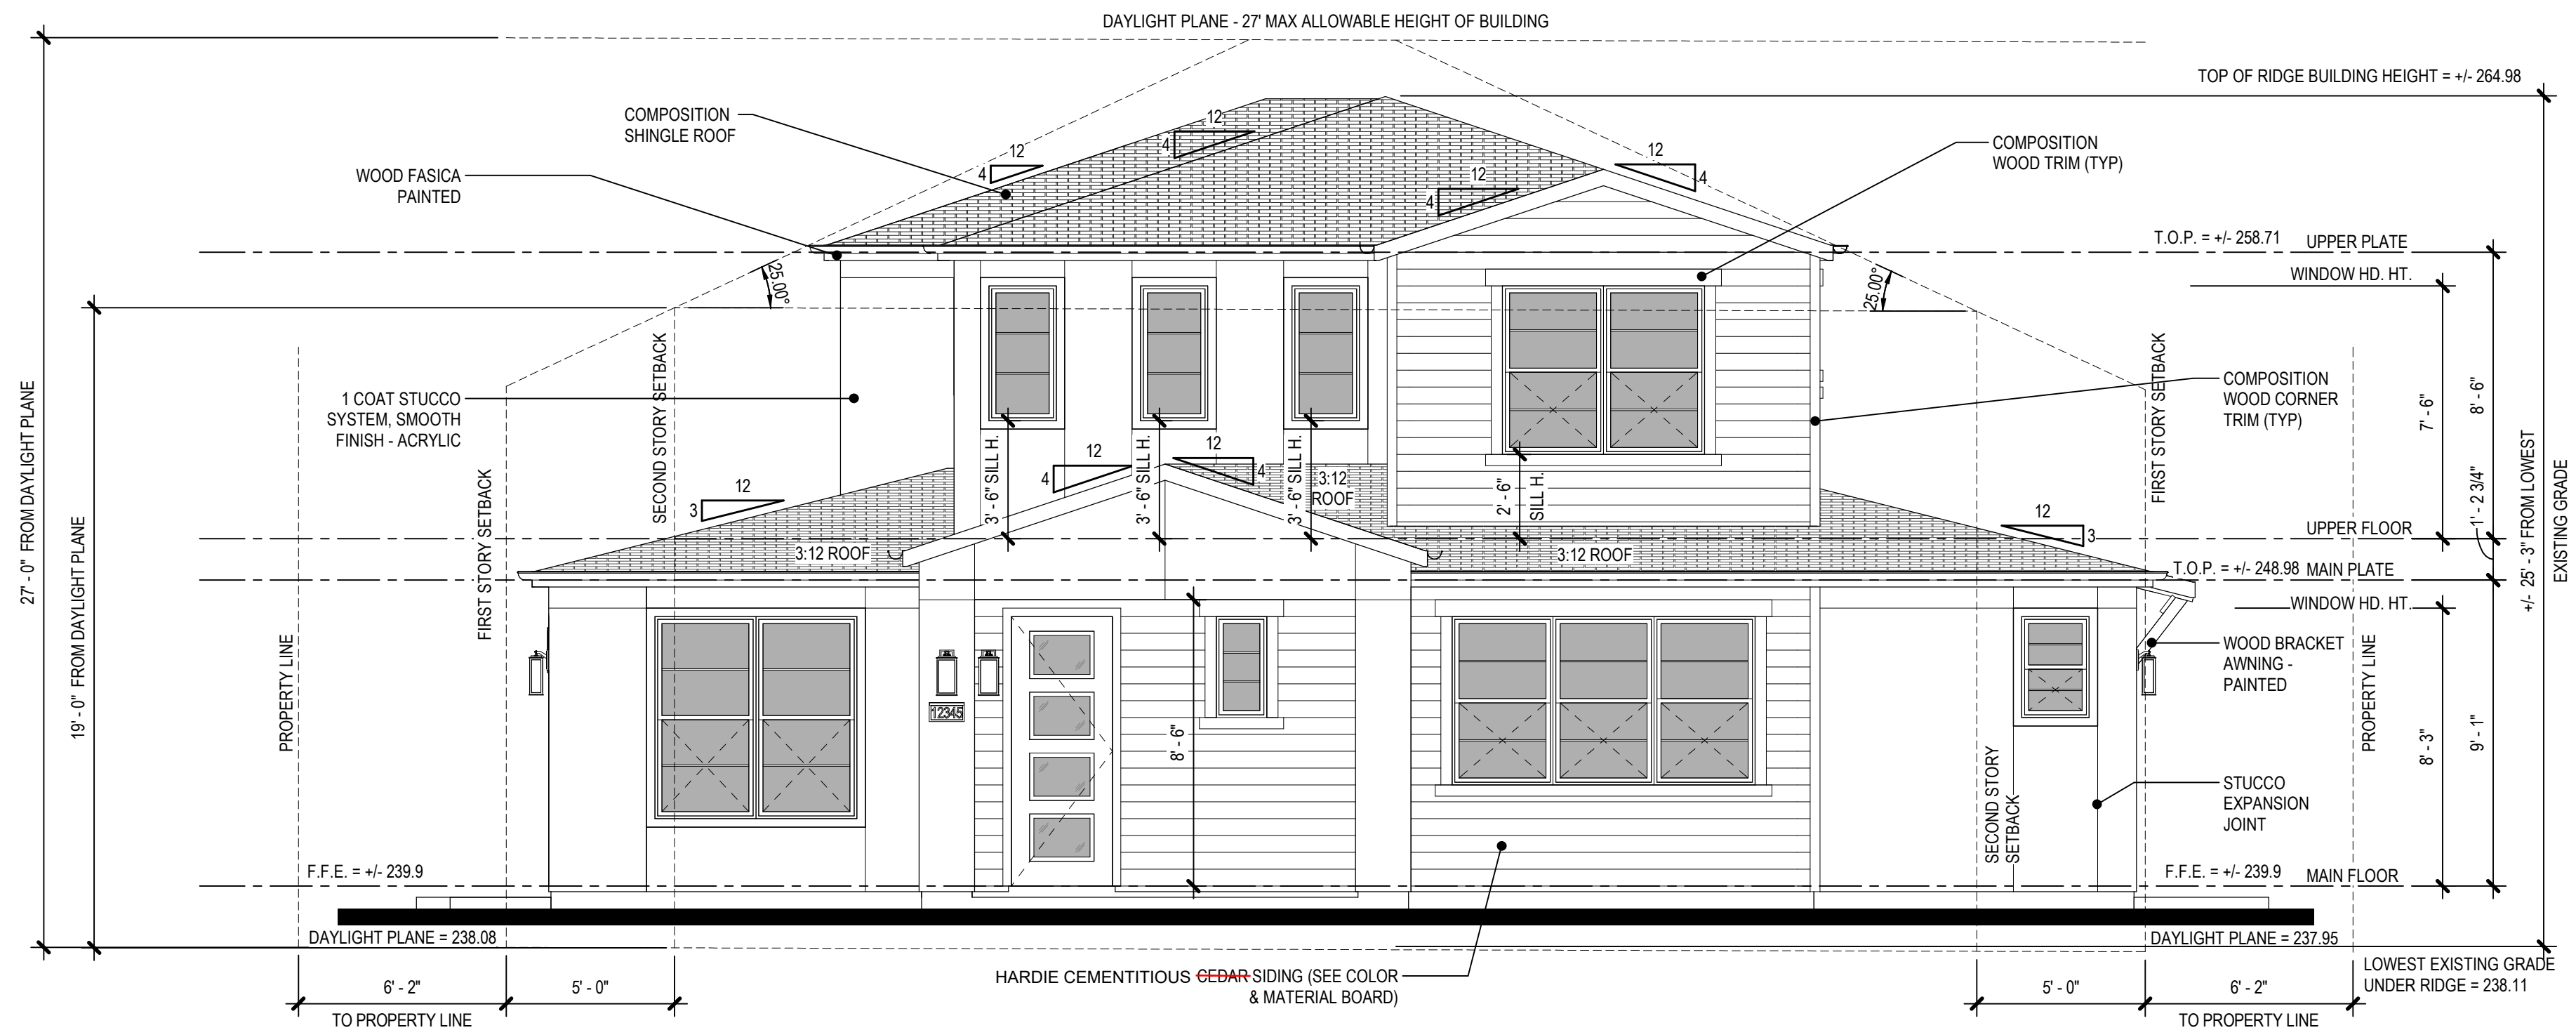 DAYLIGHT PLANE - 27' MAX ALLOWABLE HEIGHT OF BUILDING
TOP OF RIDGE BUILDING HEIGHT = +/- 264.98
COMPOSITION
SHINGLE ROOF
WOOD FASICA
PAINTED
1 COAT STUCCO
SYSTEM, SMOOTH
FINISH - ACRYLIC
COMPOSITION
WOOD TRIM (TYP)
12
4
12
4
12
4
12
4
T.O.P. = +/- 258.71
UPPER PLATE
WINDOW HD. HT.
25.00°
25.00°
27' - 0" FROM DAYLIGHT PLANE
19' - 0" FROM DAYLIGHT PLANE
PROPERTY LINE
FIRST STORY SETBACK
SECOND STORY SETBACK
COMPOSITION
WOOD CORNER
TRIM (TYP)
FIRST STORY SETBACK
7' - 6"
8' - 6"
1' - 2 3/4"
+/- 25' - 3" FROM LOWEST
EXISTING GRADE
12
3
12
4
12
4
12
3
3' - 6" SILL H.
3' - 6" SILL H.
3' - 6" SILL H.
2' - 6"
SILL H.
3:12
ROOF
3:12 ROOF
3:12 ROOF
UPPER FLOOR
T.O.P. = +/- 248.98
MAIN PLATE
WINDOW HD. HT.
WOOD BRACKET
AWNING -
PAINTED
PROPERTY LINE
8' - 3"
9' - 1"
12345
8' - 6"
STUCCO
EXPANSION
JOINT
SECOND STORY
SETBACK
F.F.E. = +/- 239.9
F.F.E. = +/- 239.9
MAIN FLOOR
DAYLIGHT PLANE = 238.08
DAYLIGHT PLANE = 237.95
HARDIE CEMENTITIOUS CEDAR SIDING (SEE COLOR
& MATERIAL BOARD)
LOWEST EXISTING GRADE
UNDER RIDGE = 238.11
6' - 2"
5' - 0"
TO PROPERTY LINE
5' - 0"
6' - 2"
TO PROPERTY LINE